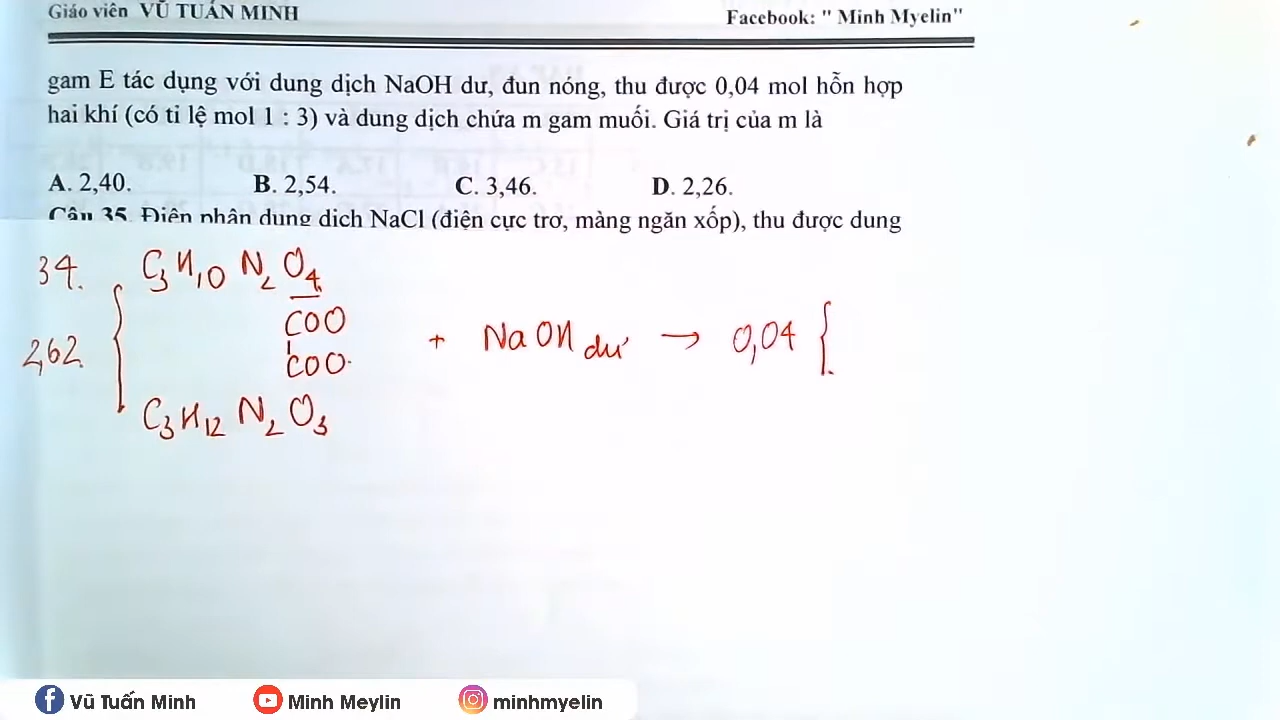 Giáo viên VŨ TUẤN MINH
Facebook: " Minh Myelin"
gam E tác dụng với dung dịch NaOH dư, đun nóng, thu được 0,04 mol hỗn hợp
hai khí (có tỉ lệ mol 1 : 3) và dung dịch chứa m gam muối. Giá trị của m là
A. 2,40. B. 2,54. C. 3,46. D. 2,26.
Câu 35. Điện phân dung dịch NaCl (điện cực trơ, màng ngăn xốp), thu được dung
34. C3H10N2O4
COO
2,62 + NaOH dư → 0,04
COO
C3H12N2O3
Vũ Tuấn Minh Minh Meylin minhmyelin